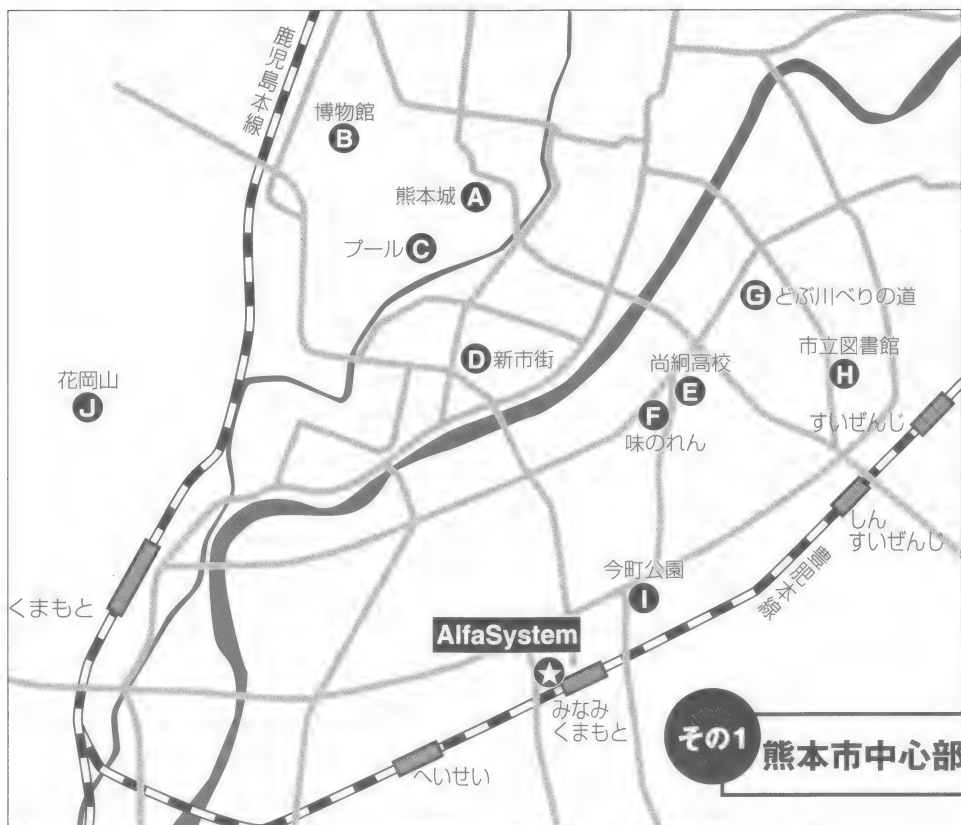 鹿児島本線
博物館
B
熊本城 A
プール C
G どぶ川べりの道
D 新市街
尚絅高校
E
市立図書館
H
花岡山
J
F
味のれん
すいぜんじ
しん
すいぜんじ
豊肥本線
くまもと
今町公園
I
AlfaSystem
みなみ
くまもと
へいせい
その1 熊本市中心部